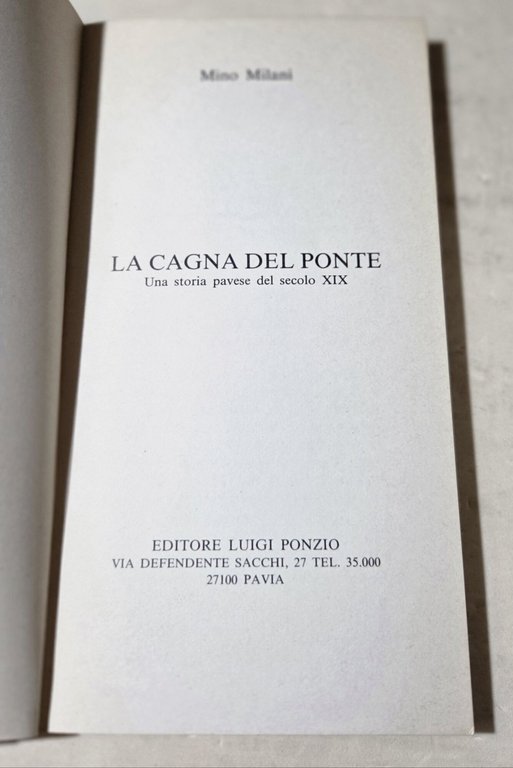 Mino Milani
LA CAGNA DEL PONTE
Una storia pavese del secolo XIX
EDITORE LUIGI PONZIO
VIA DEFENDENTE SACCHI, 27 TEL. 35.000
27100 PAVIA